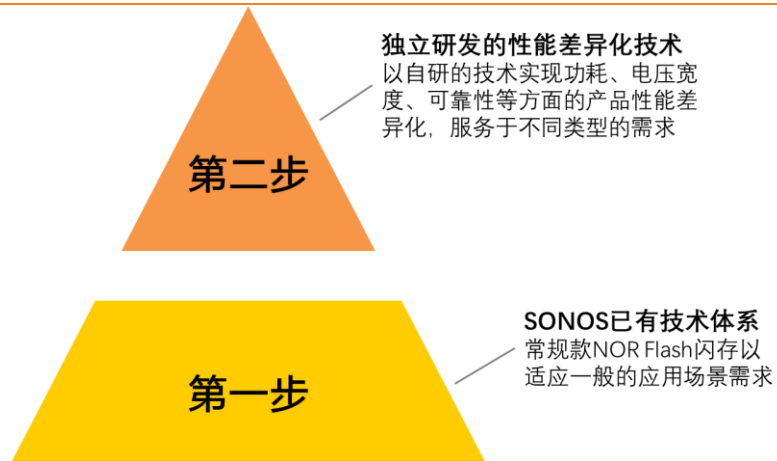 独立研发的性能差异化技术
以自研的技术实现功耗、电压宽
度、可靠性等方面的产品性能差
异化，服务于不同类型的需求
第二步
SONOS已有技术体系
常规款NOR Flash闪存以
适应一般的应用场景需求
第一步